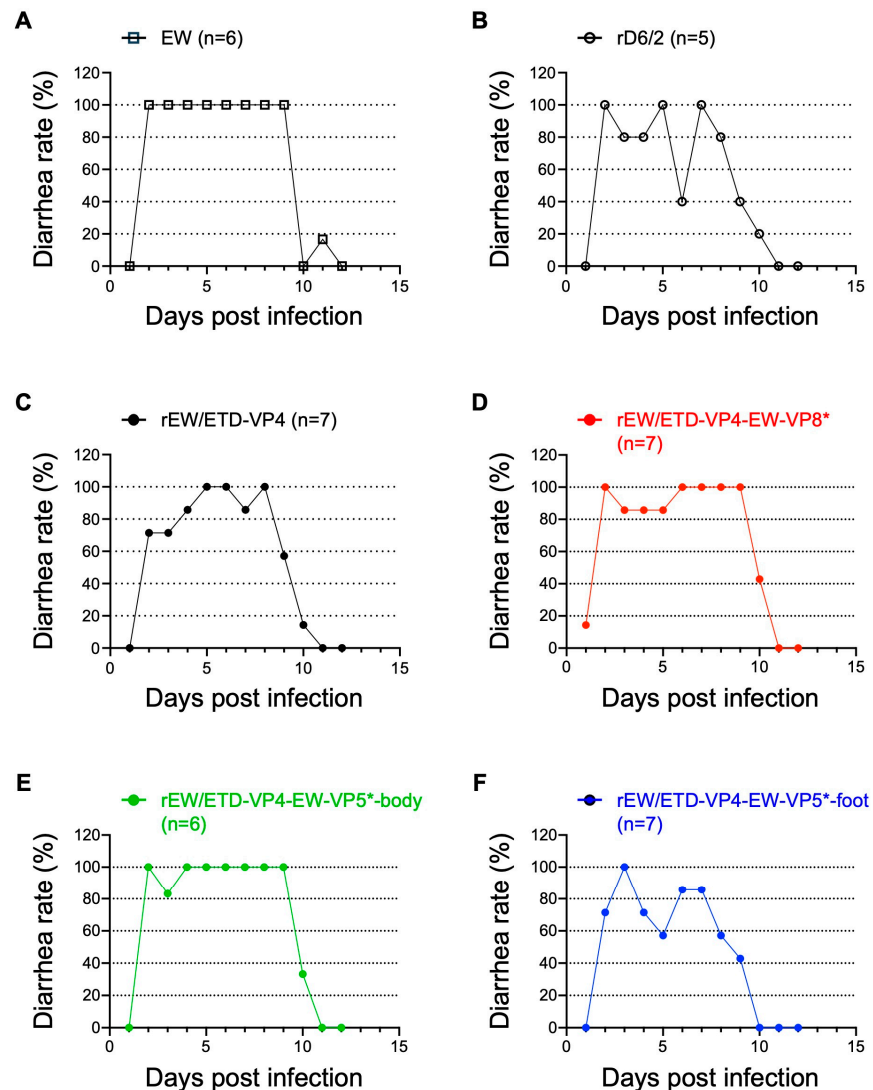 A
EW (n=6)
Diarrhea rate (%)
120
100
80
60
40
20
0
0 5 10 15
Days post infection
B
rD6/2 (n=5)
Diarrhea rate (%)
120
100
80
60
40
20
0
0 5 10 15
Days post infection
C
rEW/ETD-VP4 (n=7)
Diarrhea rate (%)
120
100
80
60
40
20
0
0 5 10 15
Days post infection
D
rEW/ETD-VP4-EW-VP8*
(n=7)
Diarrhea rate (%)
120
100
80
60
40
20
0
0 5 10 15
Days post infection
E
rEW/ETD-VP4-EW-VP5*-body
(n=6)
Diarrhea rate (%)
120
100
80
60
40
20
0
0 5 10 15
Days post infection
F
rEW/ETD-VP4-EW-VP5*-foot
(n=7)
Diarrhea rate (%)
120
100
80
60
40
20
0
0 5 10 15
Days post infection